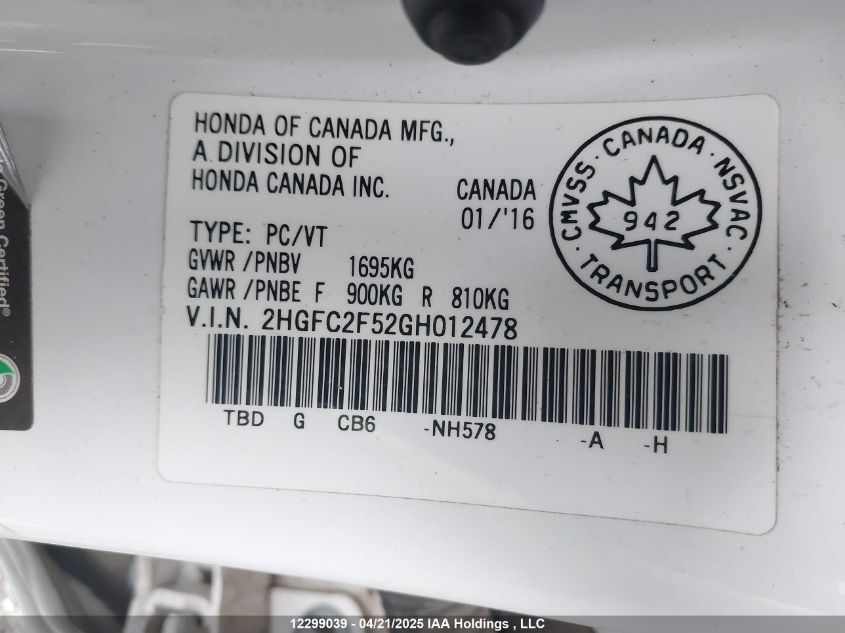 HONDA OF CANADA MFG.,
A DIVISION OF
HONDA CANADA INC.
CANADA
01/'16
TYPE: PC/VT
GVWR /PNBV 1695KG
GAWR /PNBE F 900KG R 810KG
V.I.N. 2HGFC2F52GH012478
TBD G CB6 -NH578 -A -H
CMVSS · CANADA · NSVAC
942
TRANSPORT
Green Certified®
12299039 - 04/21/2025 - IAA Holdings , LLC